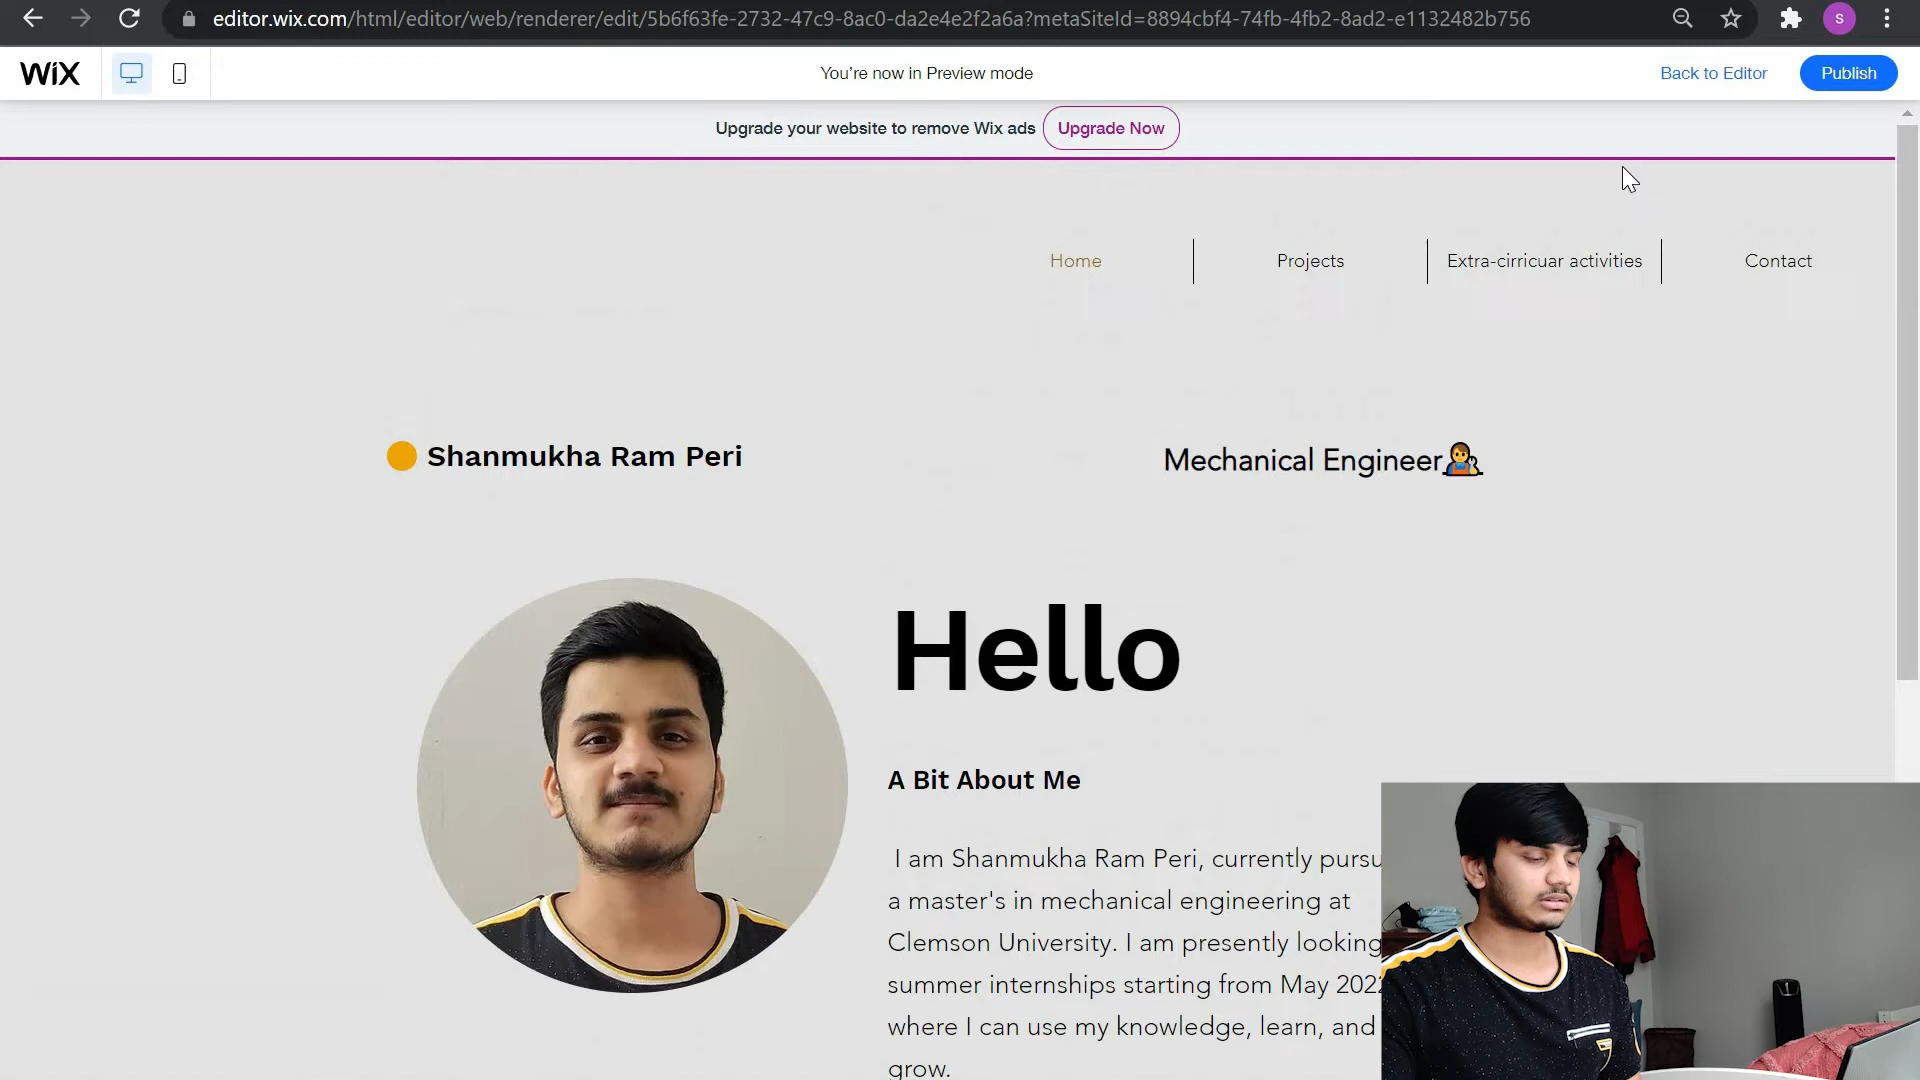 editor.wix.com/html/editor/web/renderer/edit/5b6f63fe-2732-47c9-8ac0-da2e4e2f2a6a?metaSiteId=8894cbf4-74fb-4fb2-8ad2-e1132482b756
S
WiX
You're now in Preview mode
Back to Editor
Publish
Upgrade your website to remove Wix ads
Upgrade Now
Home
Projects
Extra-cirricuar activities
Contact
Shanmukha Ram Peri
Mechanical Engineer
Hello
A Bit About Me
I am Shanmukha Ram Peri, currently pursu
a master's in mechanical engineering at
Clemson University. I am presently looking
summer internships starting from May 2022
where I can use my knowledge, learn, and
grow.